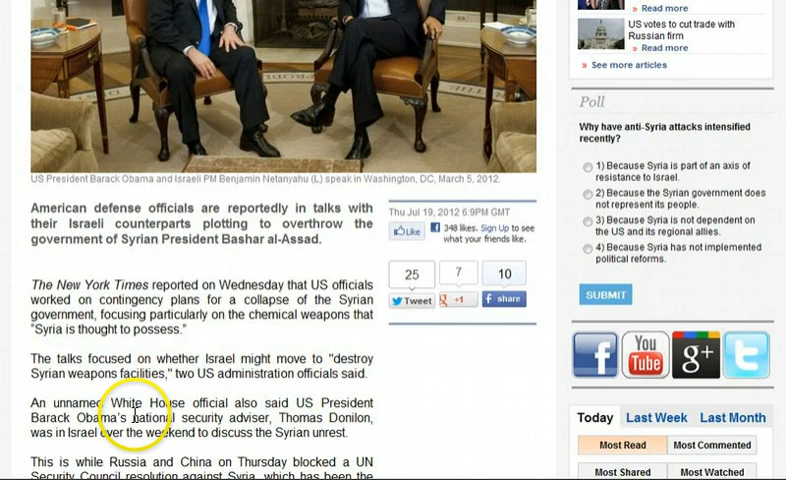 US President Barack Obama and Israeli PM Benjamin Netanyahu (L) speak in Washington, DC, March 5, 2012.
American defense officials are reportedly in talks with
their Israeli counterparts plotting to overthrow the
government of Syrian President Bashar al-Assad.
The New York Times reported on Wednesday that US officials
worked on contingency plans for a collapse of the Syrian
government, focusing particularly on the chemical weapons that
"Syria is thought to possess."
The talks focused on whether Israel might move to "destroy
Syrian weapons facilities," two US administration officials said.
An unnamed White House official also said US President
Barack Obama's national security adviser, Thomas Donilon,
was in Israel over the weekend to discuss the Syrian unrest.
This is while Russia and China on Thursday blocked a UN
Security Council resolution against Syria, which has been the
Thu Jul 19, 2012 6:9PM GMT
Like
348 likes. Sign Up to see
what your friends like.
25
7
10
Tweet
+1
share
» Read more
US votes to cut trade with
Russian firm
» Read more
» See more articles
Poll
Why have anti-Syria attacks intensified
recently?
1) Because Syria is part of an axis of
resistance to Israel.
2) Because the Syrian government does
not represent its people.
3) Because Syria is not dependent on
the US and its regional allies.
4) Because Syria has not implemented
political reforms.
SUBMIT
f
You
Tube
g+
t
Today Last Week Last Month
Most Read Most Commented
Most Shared Most Watched